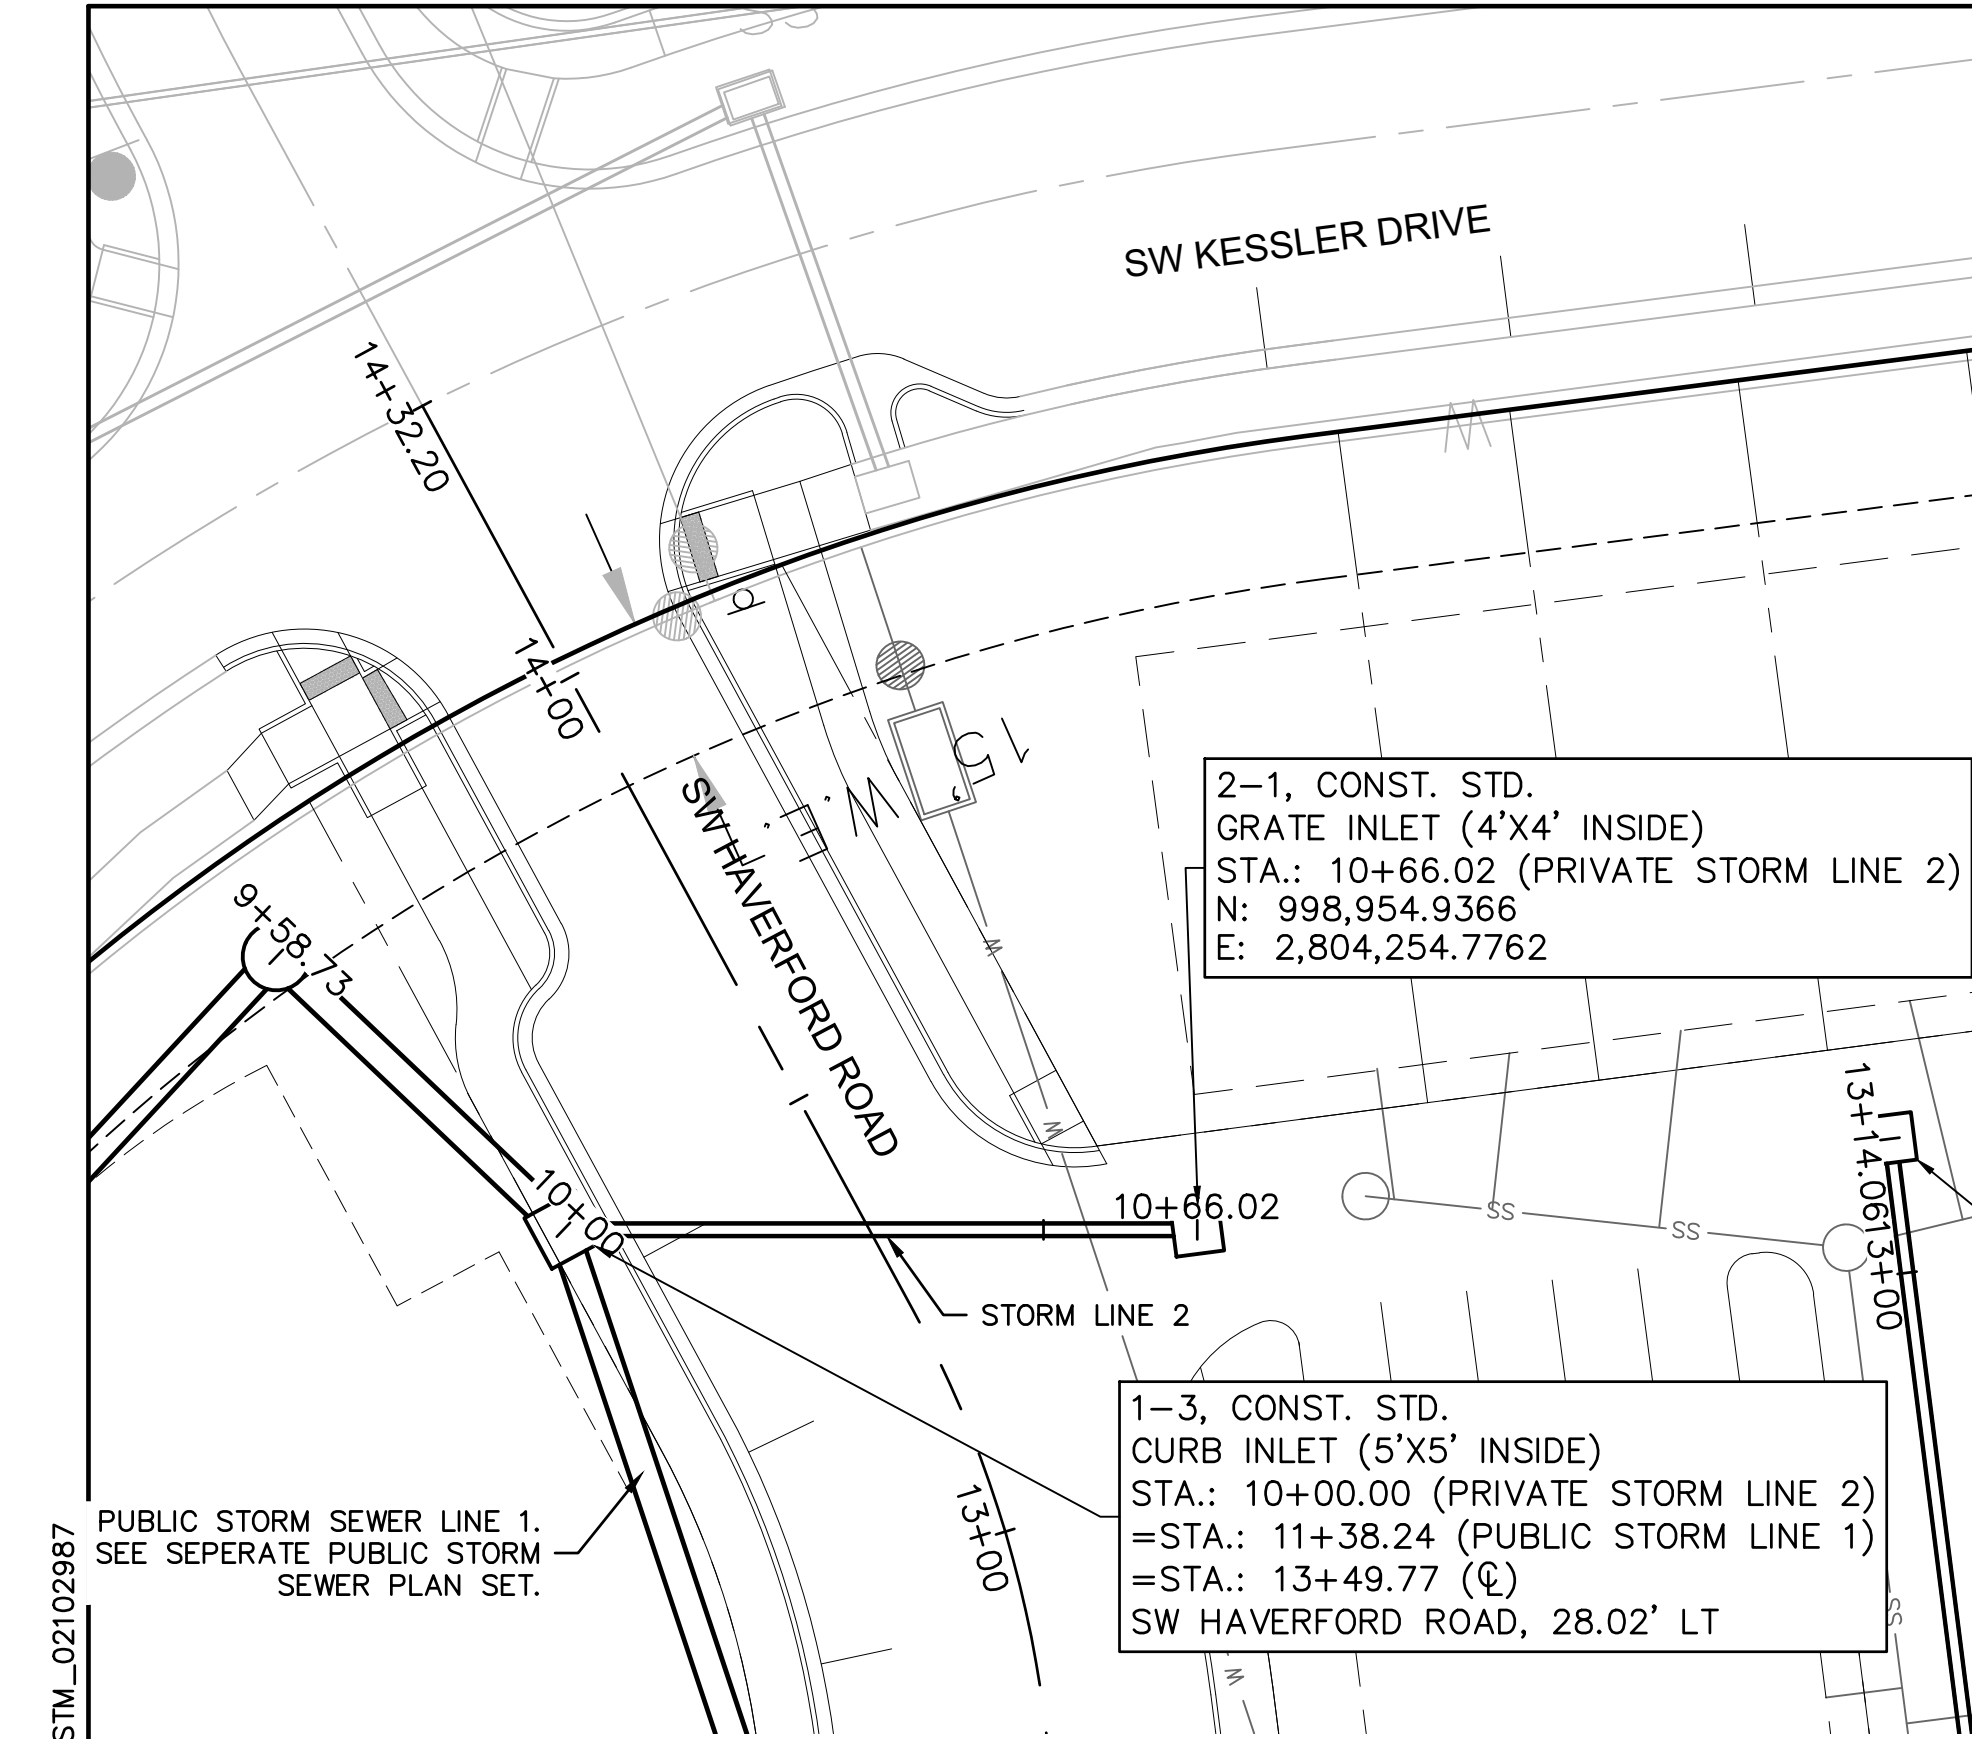 SW KESSLER DRIVE
14+32.20
14+00
SW HAVERFORD ROAD
W
15' W.E.
2–1, CONST. STD.
GRATE INLET (4'X4' INSIDE)
STA.: 10+66.02 (PRIVATE STORM LINE 2)
N: 998,954.9366
E: 2,804,254.7762
9+58.73
W
W
13+14.06
13+00
10+00
10+66.02
SS
SS
STORM LINE 2
1–3, CONST. STD.
CURB INLET (5'X5' INSIDE)
STA.: 10+00.00 (PRIVATE STORM LINE 2)
=STA.: 11+38.24 (PUBLIC STORM LINE 1)
=STA.: 13+49.77 (℄)
SW HAVERFORD ROAD, 28.02' LT
13+00
PUBLIC STORM SEWER LINE 1.
SEE SEPERATE PUBLIC STORM
SEWER PLAN SET.
SS
W
STM_02102987